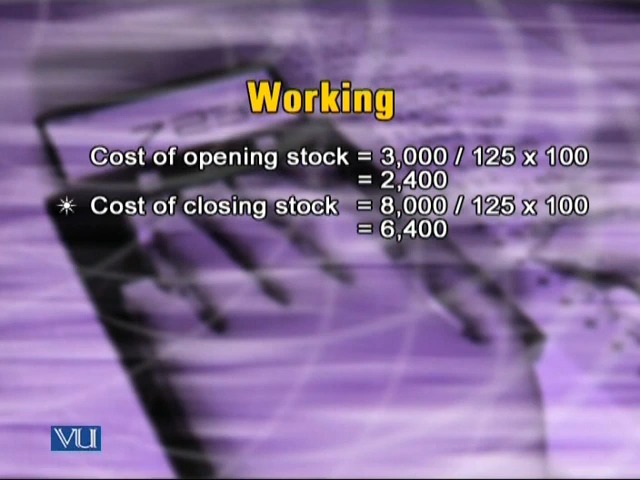 Working
Cost of opening stock = 3,000 / 125 x 100
= 2,400
✴ Cost of closing stock = 8,000 / 125 x 100
= 6,400
VU